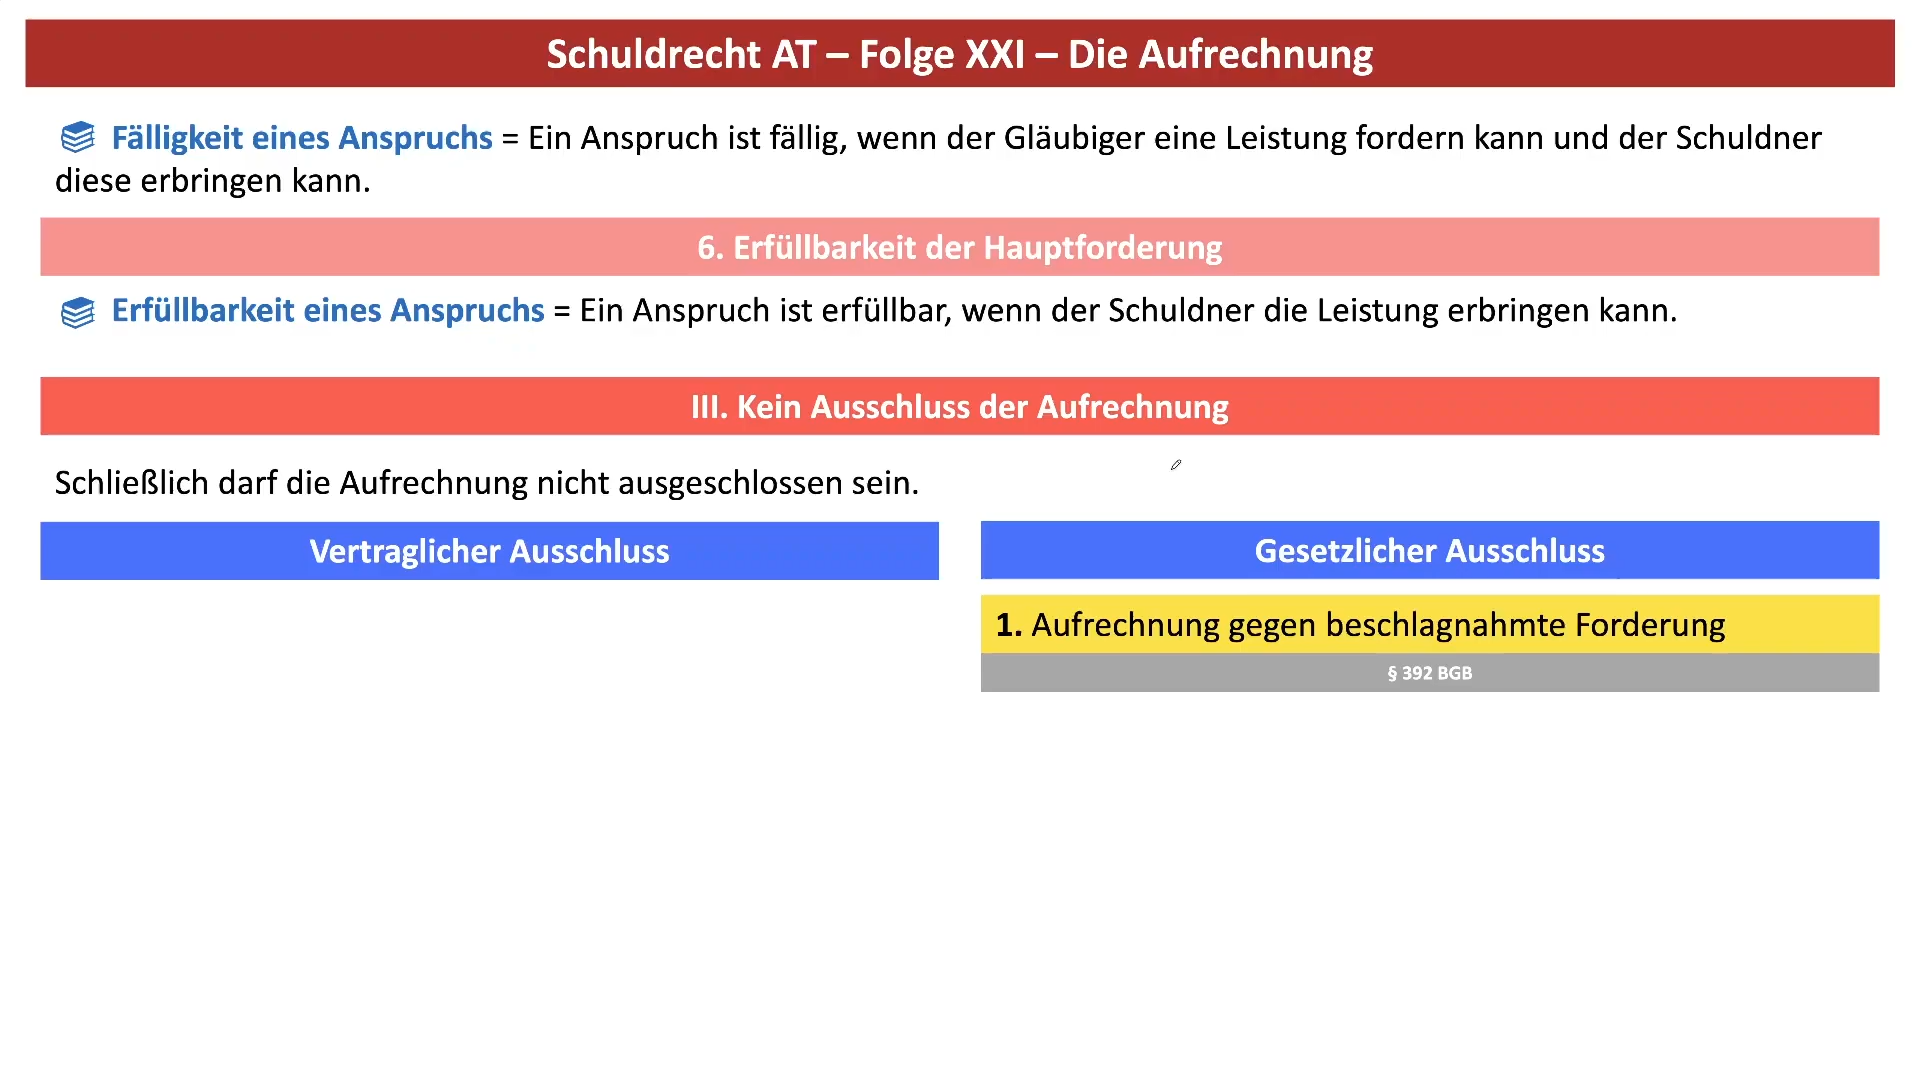 Schuldrecht AT – Folge XXI – Die Aufrechnung
Fälligkeit eines Anspruchs = Ein Anspruch ist fällig, wenn der Gläubiger eine Leistung fordern kann und der Schuldner
diese erbringen kann.
6. Erfüllbarkeit der Hauptforderung
Erfüllbarkeit eines Anspruchs = Ein Anspruch ist erfüllbar, wenn der Schuldner die Leistung erbringen kann.
III. Kein Ausschluss der Aufrechnung
Schließlich darf die Aufrechnung nicht ausgeschlossen sein.
Vertraglicher Ausschluss
Gesetzlicher Ausschluss
1. Aufrechnung gegen beschlagnahmte Forderung
§ 392 BGB